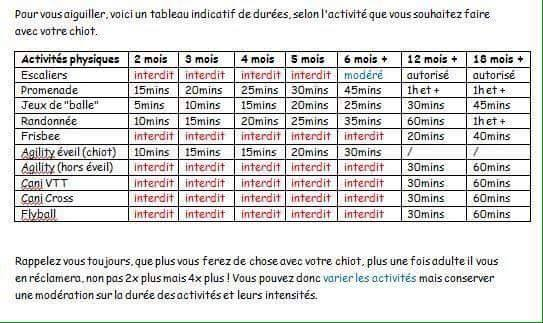 Pour vous aiguiller, voici un tableau indicatif de durées, selon l'activité que vous souhaitez faire
avec votre chiot.
Activités physiques 2 mois 3 mois 4 mois 5 mois 6 mois + 12 mois + 18 mois +
Escaliers interdit interdit interdit interdit modéré autorisé autorisé
Promenade 15mins 20mins 25mins 30mins 45mins 1h et + 1h et +
Jeux de "balle" 5mins 10mins 15mins 20mins 25mins 30mins 45mins
Randonnée 10mins 15mins 20mins 25mins 35mins 60mins 1h et +
Frisbee interdit interdit interdit interdit interdit 20mins 40mins
Agility éveil (chiot) 10mins 15mins 15mins 20mins 30mins / /
Agility (hors éveil) interdit interdit interdit interdit interdit 30mins 60mins
Cani VTT interdit interdit interdit interdit interdit 30mins 60mins
Cani Cross interdit interdit interdit interdit interdit 30mins 60mins
Flyball interdit interdit interdit interdit interdit 30mins 60mins
Rappelez vous toujours, que plus vous ferez de chose avec votre chiot, plus une fois adulte il vous
en réclamera, non pas 2x plus mais 4x plus ! Vous pouvez donc varier les activités mais conserver
une modération sur la durée des activités et leurs intensités.